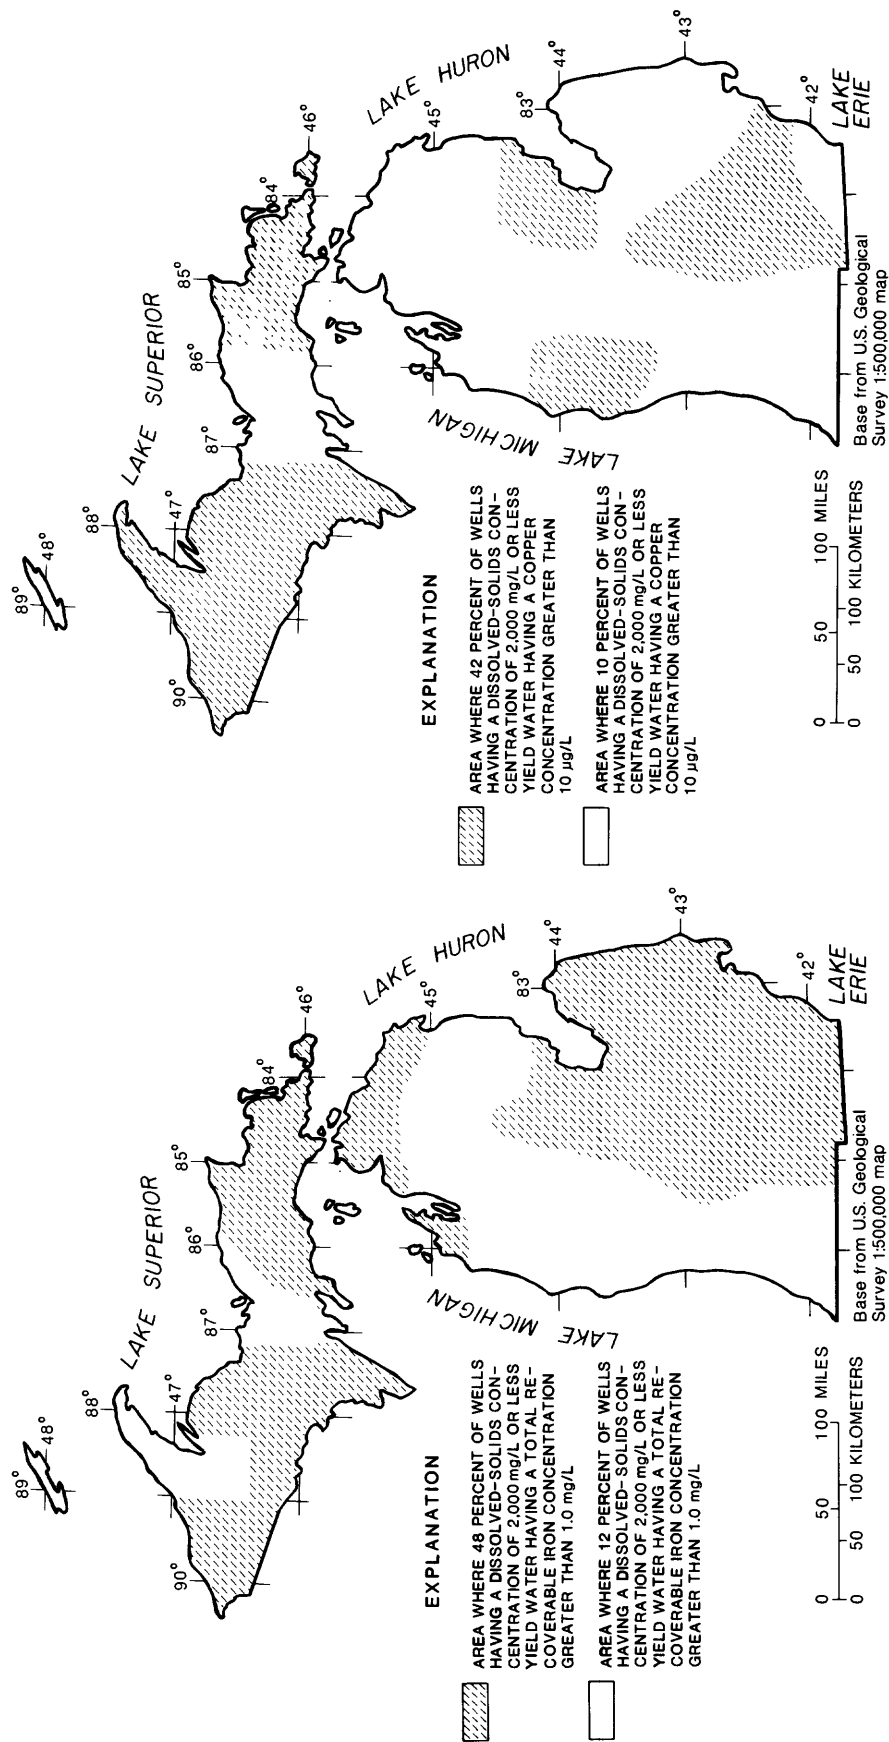 89°
48°
88°
LAKE SUPERIOR
47°
90°
87°
86°
85°
84°
46°
LAKE HURON
LAKE MICHIGAN
45°
83°
44°
43°
42°
LAKE
ERIE
EXPLANATION
AREA WHERE 48 PERCENT OF WELLS
HAVING A DISSOLVED-SOLIDS CON-
CENTRATION OF 2,000 mg/L OR LESS
YIELD WATER HAVING A TOTAL RE-
COVERABLE IRON CONCENTRATION
GREATER THAN 1.0 mg/L
AREA WHERE 12 PERCENT OF WELLS
HAVING A DISSOLVED-SOLIDS CON-
CENTRATION OF 2,000 mg/L OR LESS
YIELD WATER HAVING A TOTAL RE-
COVERABLE IRON CONCENTRATION
GREATER THAN 1.0 mg/L
0 50 100 MILES
0 50 100 KILOMETERS
Base from U.S. Geological
Survey 1:500,000 map
89°
48°
88°
LAKE SUPERIOR
47°
90°
87°
86°
85°
84°
46°
LAKE HURON
LAKE MICHIGAN
45°
83°
44°
43°
42°
LAKE
ERIE
EXPLANATION
AREA WHERE 42 PERCENT OF WELLS
HAVING A DISSOLVED-SOLIDS CON-
CENTRATION OF 2,000 mg/L OR LESS
YIELD WATER HAVING A COPPER
CONCENTRATION GREATER THAN
10 µg/L
AREA WHERE 10 PERCENT OF WELLS
HAVING A DISSOLVED-SOLIDS CON-
CENTRATION OF 2,000 mg/L OR LESS
YIELD WATER HAVING A COPPER
CONCENTRATION GREATER THAN
10 µg/L
0 50 100 MILES
0 50 100 KILOMETERS
Base from U.S. Geological
Survey 1:500,000 map